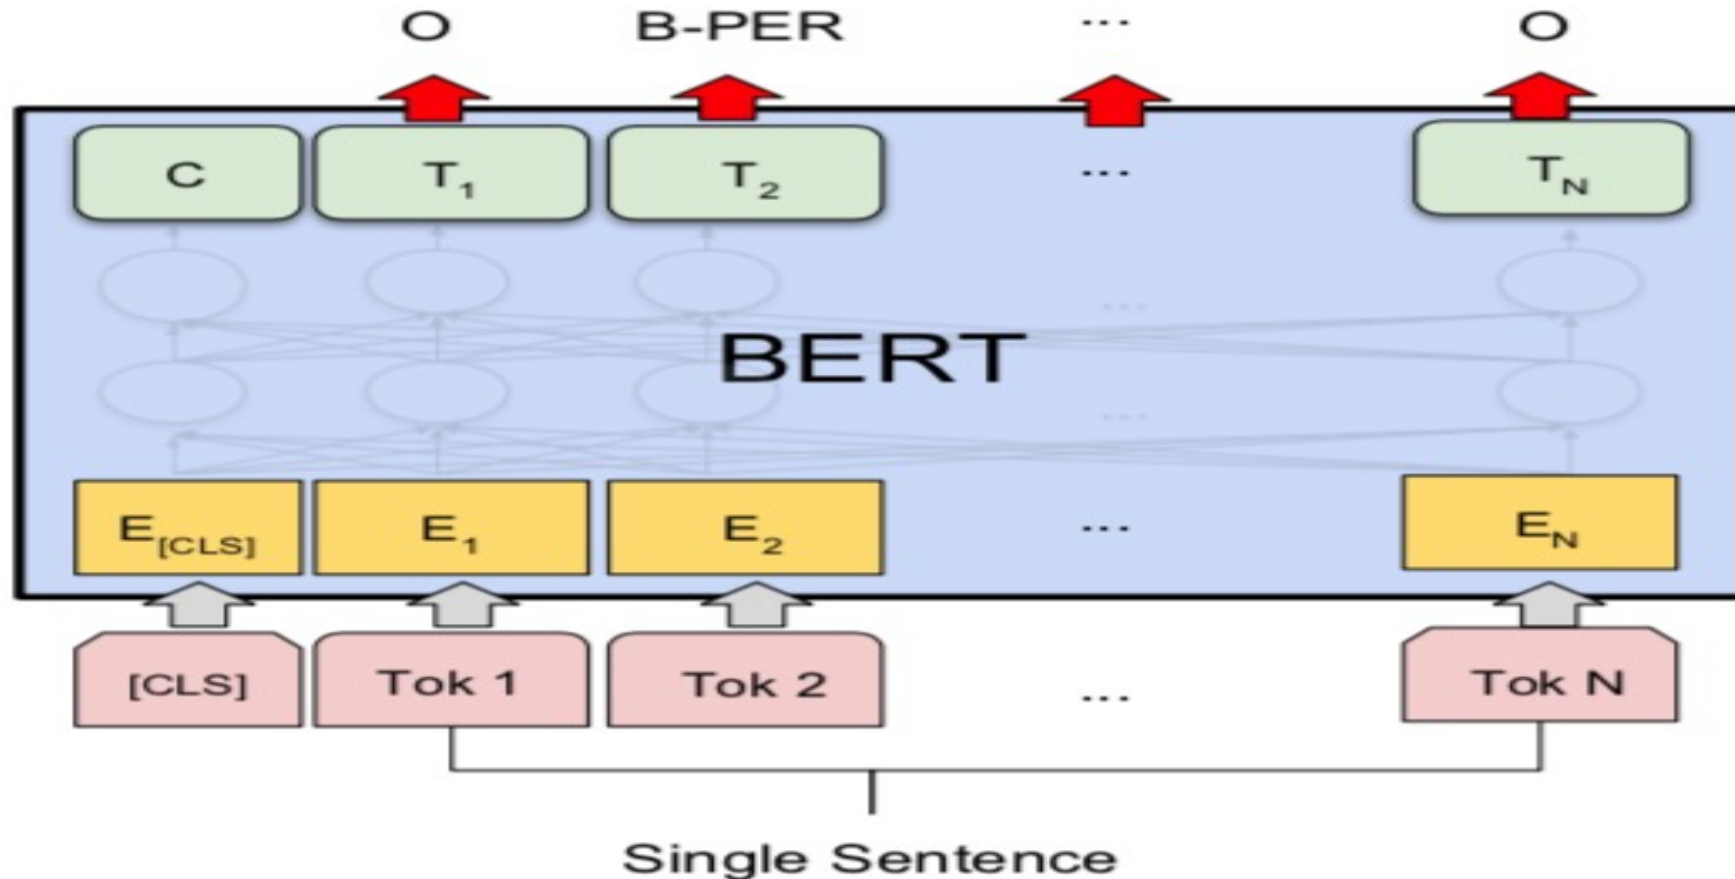 O B-PER ... O
C T1 T2 ... TN
...
BERT
...
E[CLS] E1 E2 ... EN
[CLS] Tok 1 Tok 2 ... Tok N
Single Sentence